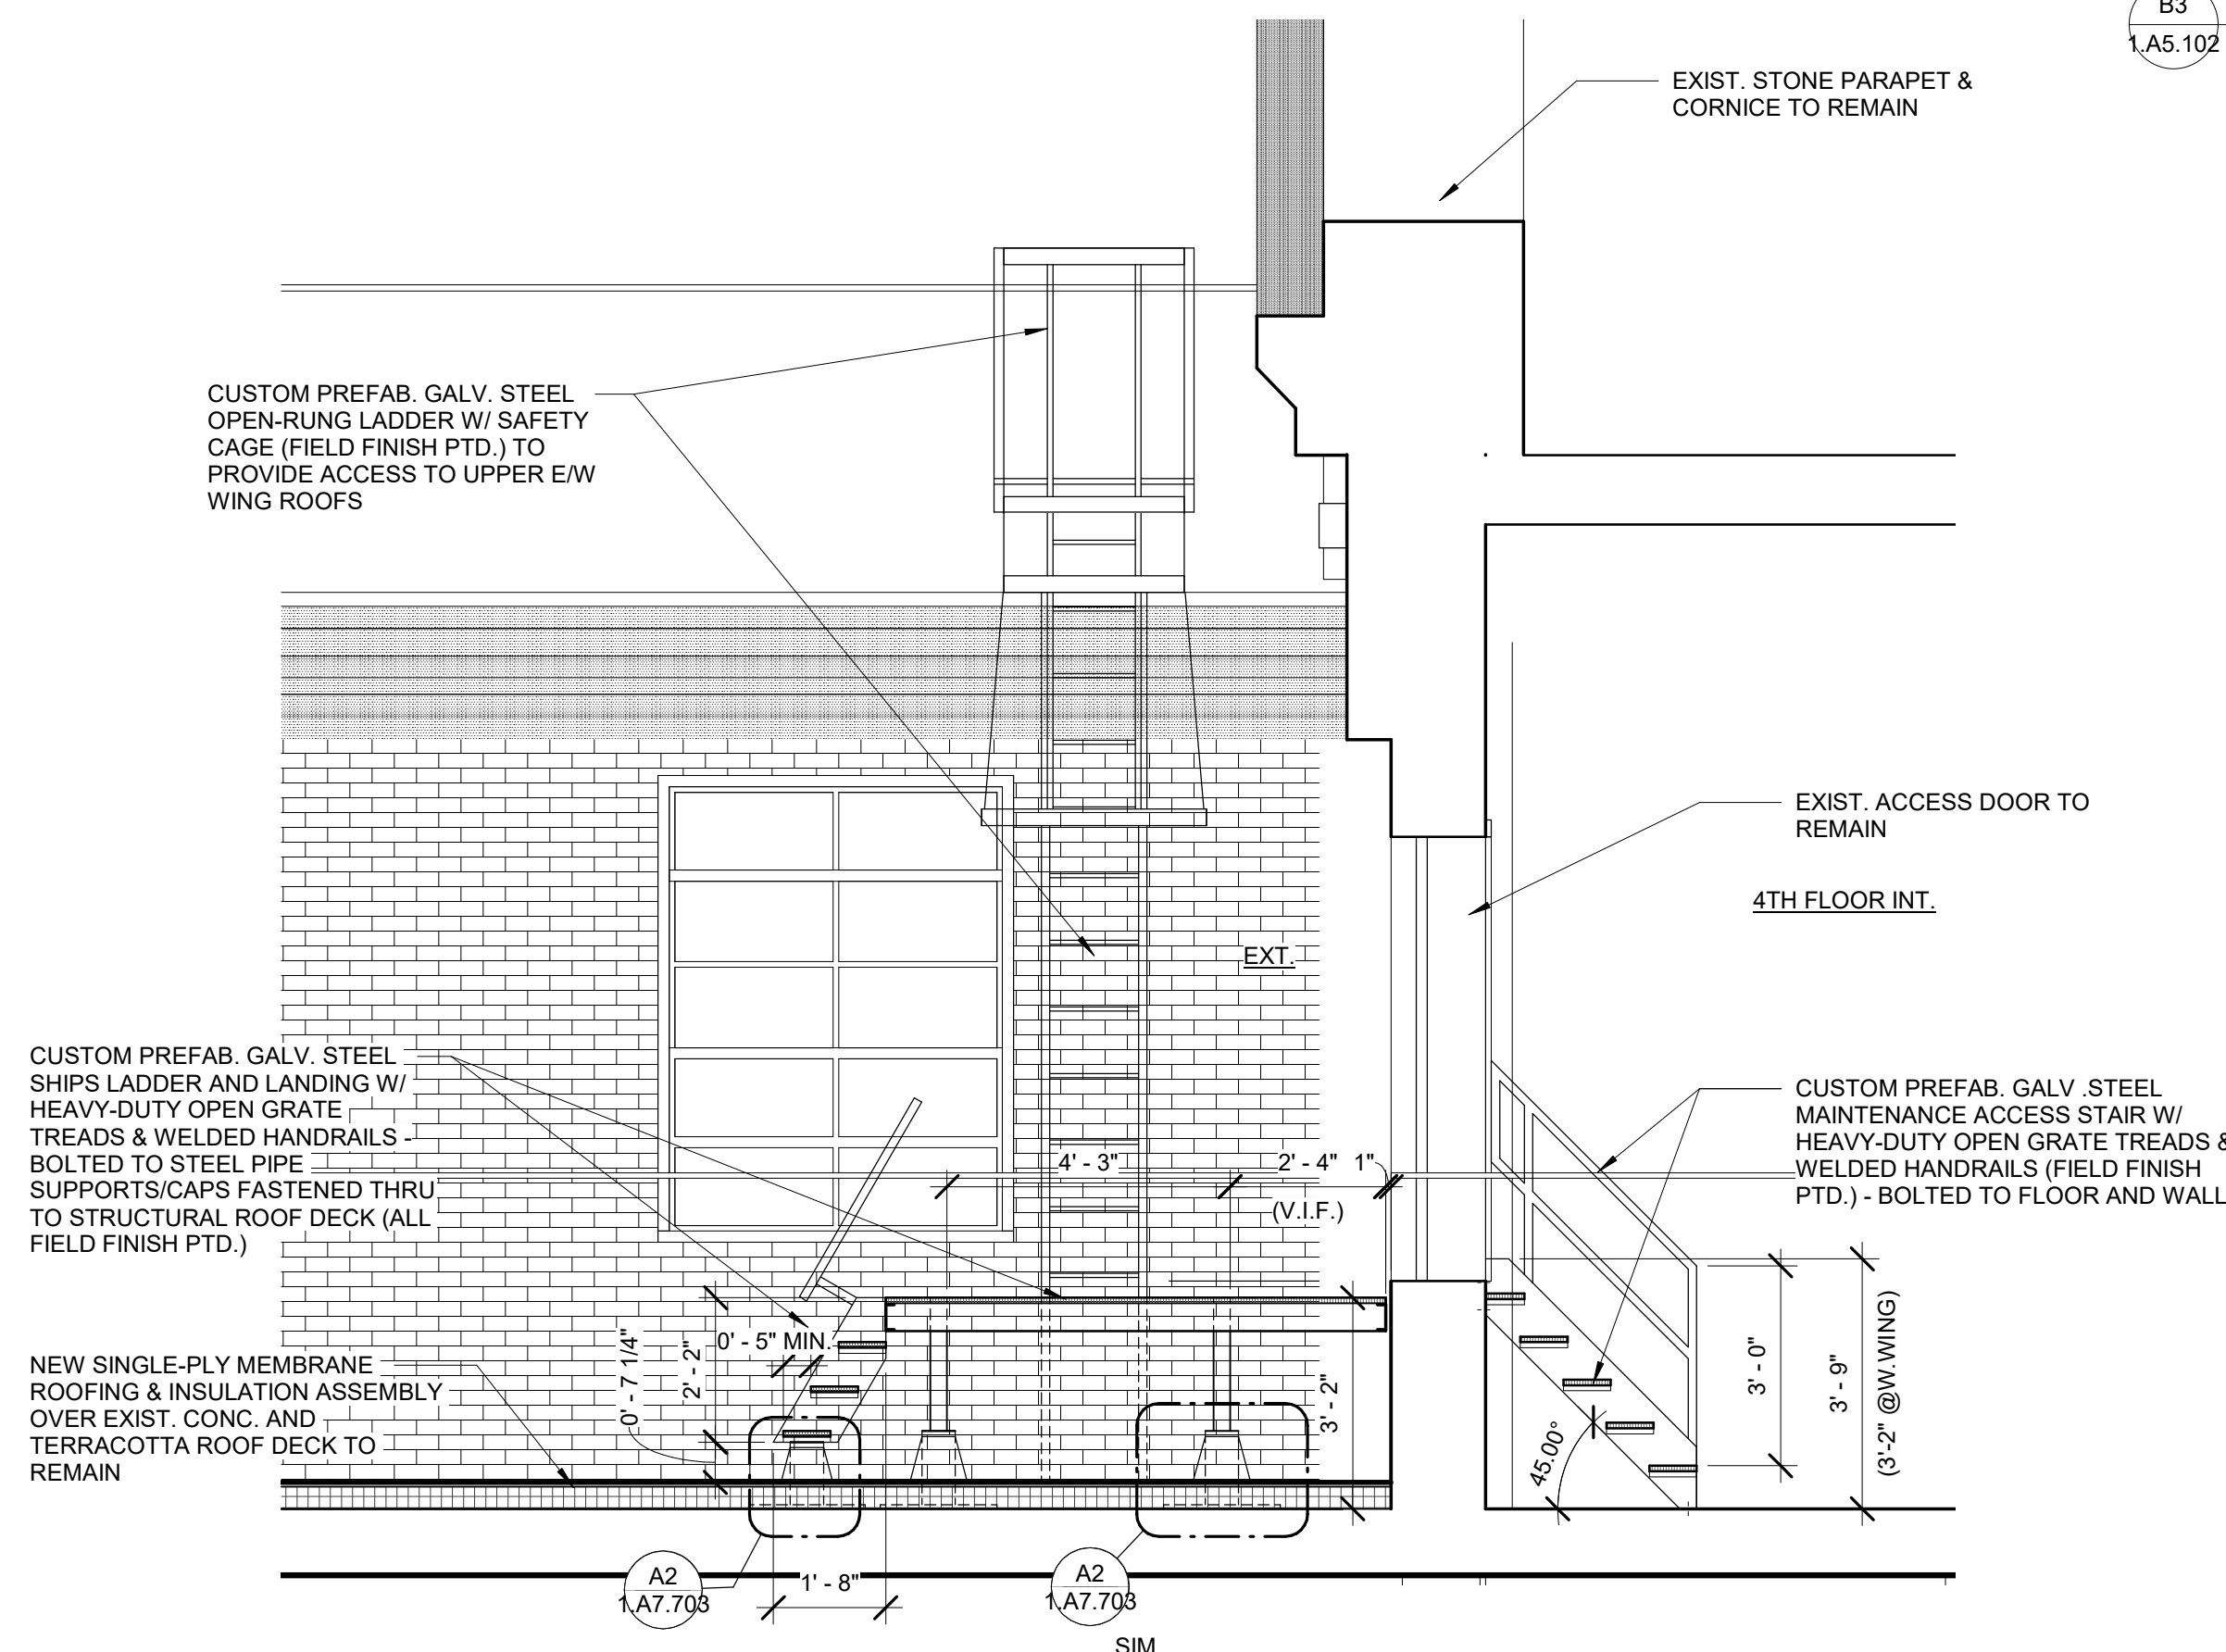 B3
1.A5.102
EXIST. STONE PARAPET &
CORNICE TO REMAIN
CUSTOM PREFAB. GALV. STEEL
OPEN-RUNG LADDER W/ SAFETY
CAGE (FIELD FINISH PTD.) TO
PROVIDE ACCESS TO UPPER E/W
WING ROOFS
EXIST. ACCESS DOOR TO
REMAIN
4TH FLOOR INT.
EXT.
CUSTOM PREFAB. GALV. STEEL
SHIPS LADDER AND LANDING W/
HEAVY-DUTY OPEN GRATE
TREADS & WELDED HANDRAILS -
BOLTED TO STEEL PIPE
SUPPORTS/CAPS FASTENED THRU
TO STRUCTURAL ROOF DECK (ALL
FIELD FINISH PTD.)
CUSTOM PREFAB. GALV .STEEL
MAINTENANCE ACCESS STAIR W/
HEAVY-DUTY OPEN GRATE TREADS &
WELDED HANDRAILS (FIELD FINISH
PTD.) - BOLTED TO FLOOR AND WALL
4' - 3"
2' - 4"
1"
(V.I.F.)
NEW SINGLE-PLY MEMBRANE
ROOFING & INSULATION ASSEMBLY
OVER EXIST. CONC. AND
TERRACOTTA ROOF DECK TO
REMAIN
0' - 7 1/4"
2' - 2"
0' - 5" MIN.
3' - 2"
45.00°
3' - 0"
3' - 9"
(3'-2" @W.WING)
A2
1.A7.703
1' - 8"
A2
1.A7.703
SIM